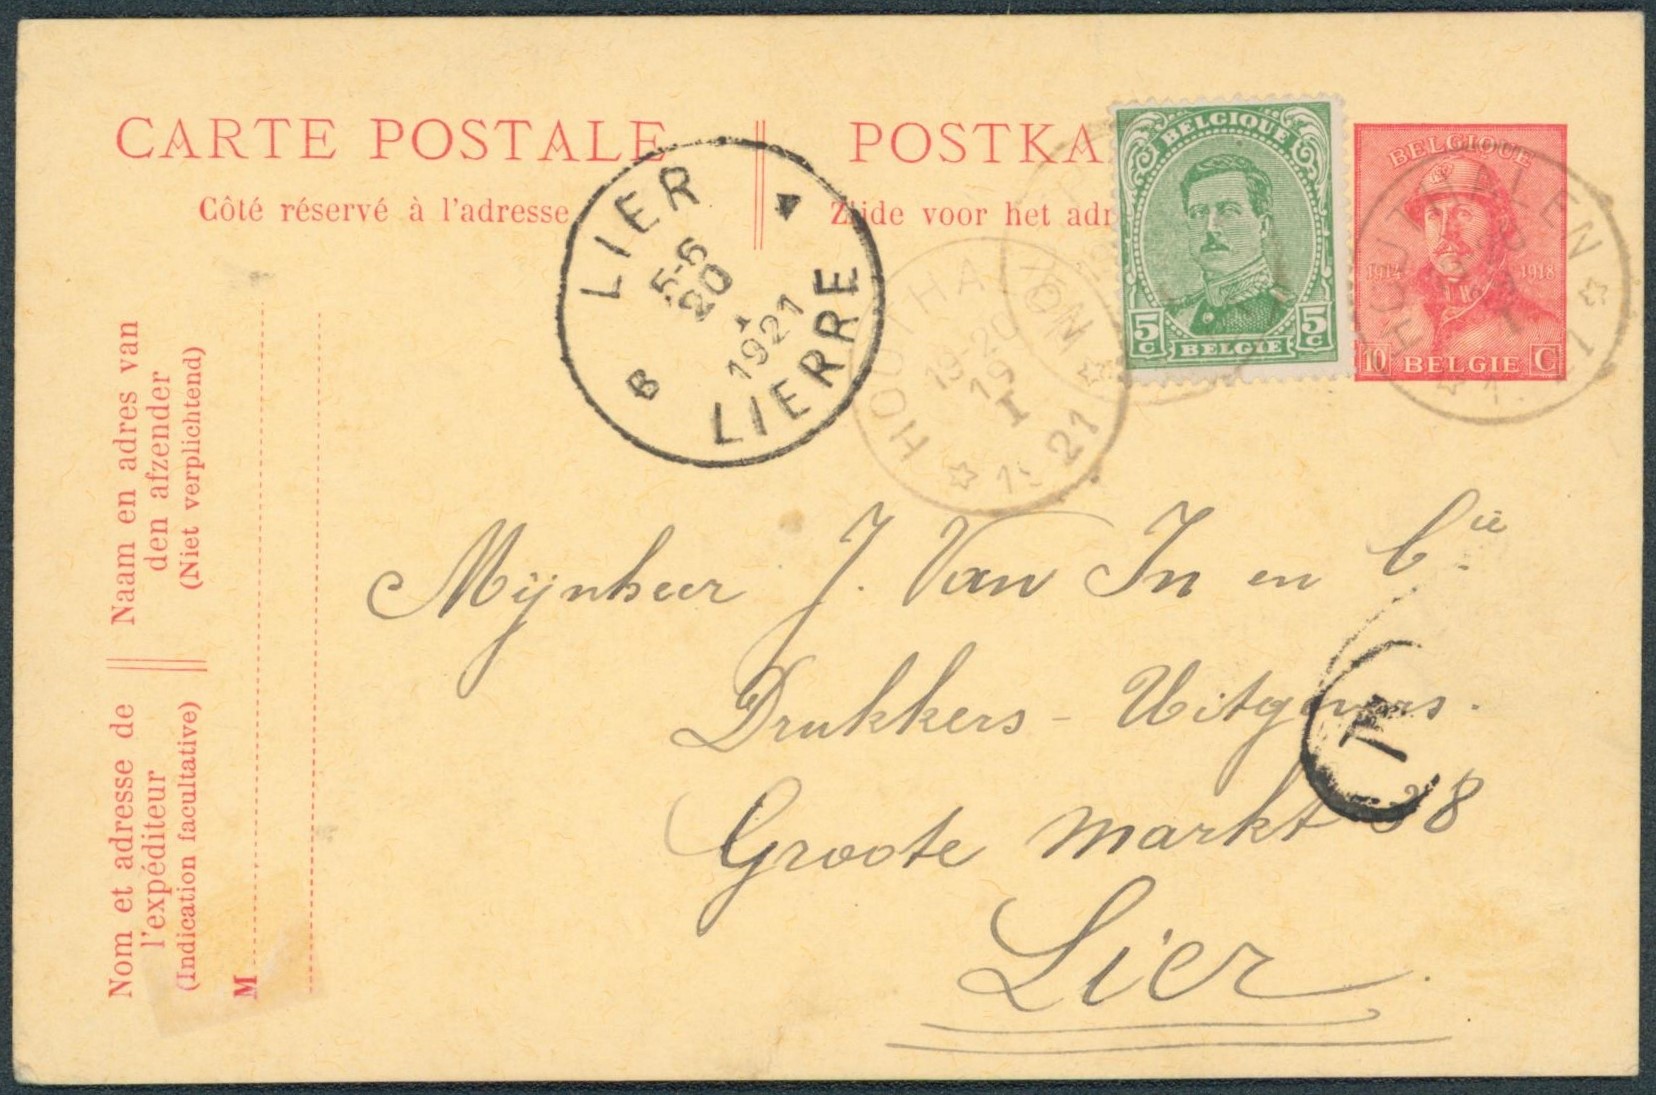 CARTE POSTALE
Côté réservé à l'adresse
POSTKA
Zijde voor het adr
BELGIQUE
5C
5C
BELGIE
BELGIQUE
1914 1918
10 BELGIE C
LIER
5-6
20
I
1921
LIERRE
B
HOUTHAL
19-20
19
I
21
HOUTHALEN
Naam en adres van
den afzender
(Niet verplichtend)
Nom et adresse de
l'expéditeur
(Indication facultative)
M
Mijnheer J. Van In en Cie
Drukkers - Uitgevers.
Groote Markt 38
Lier